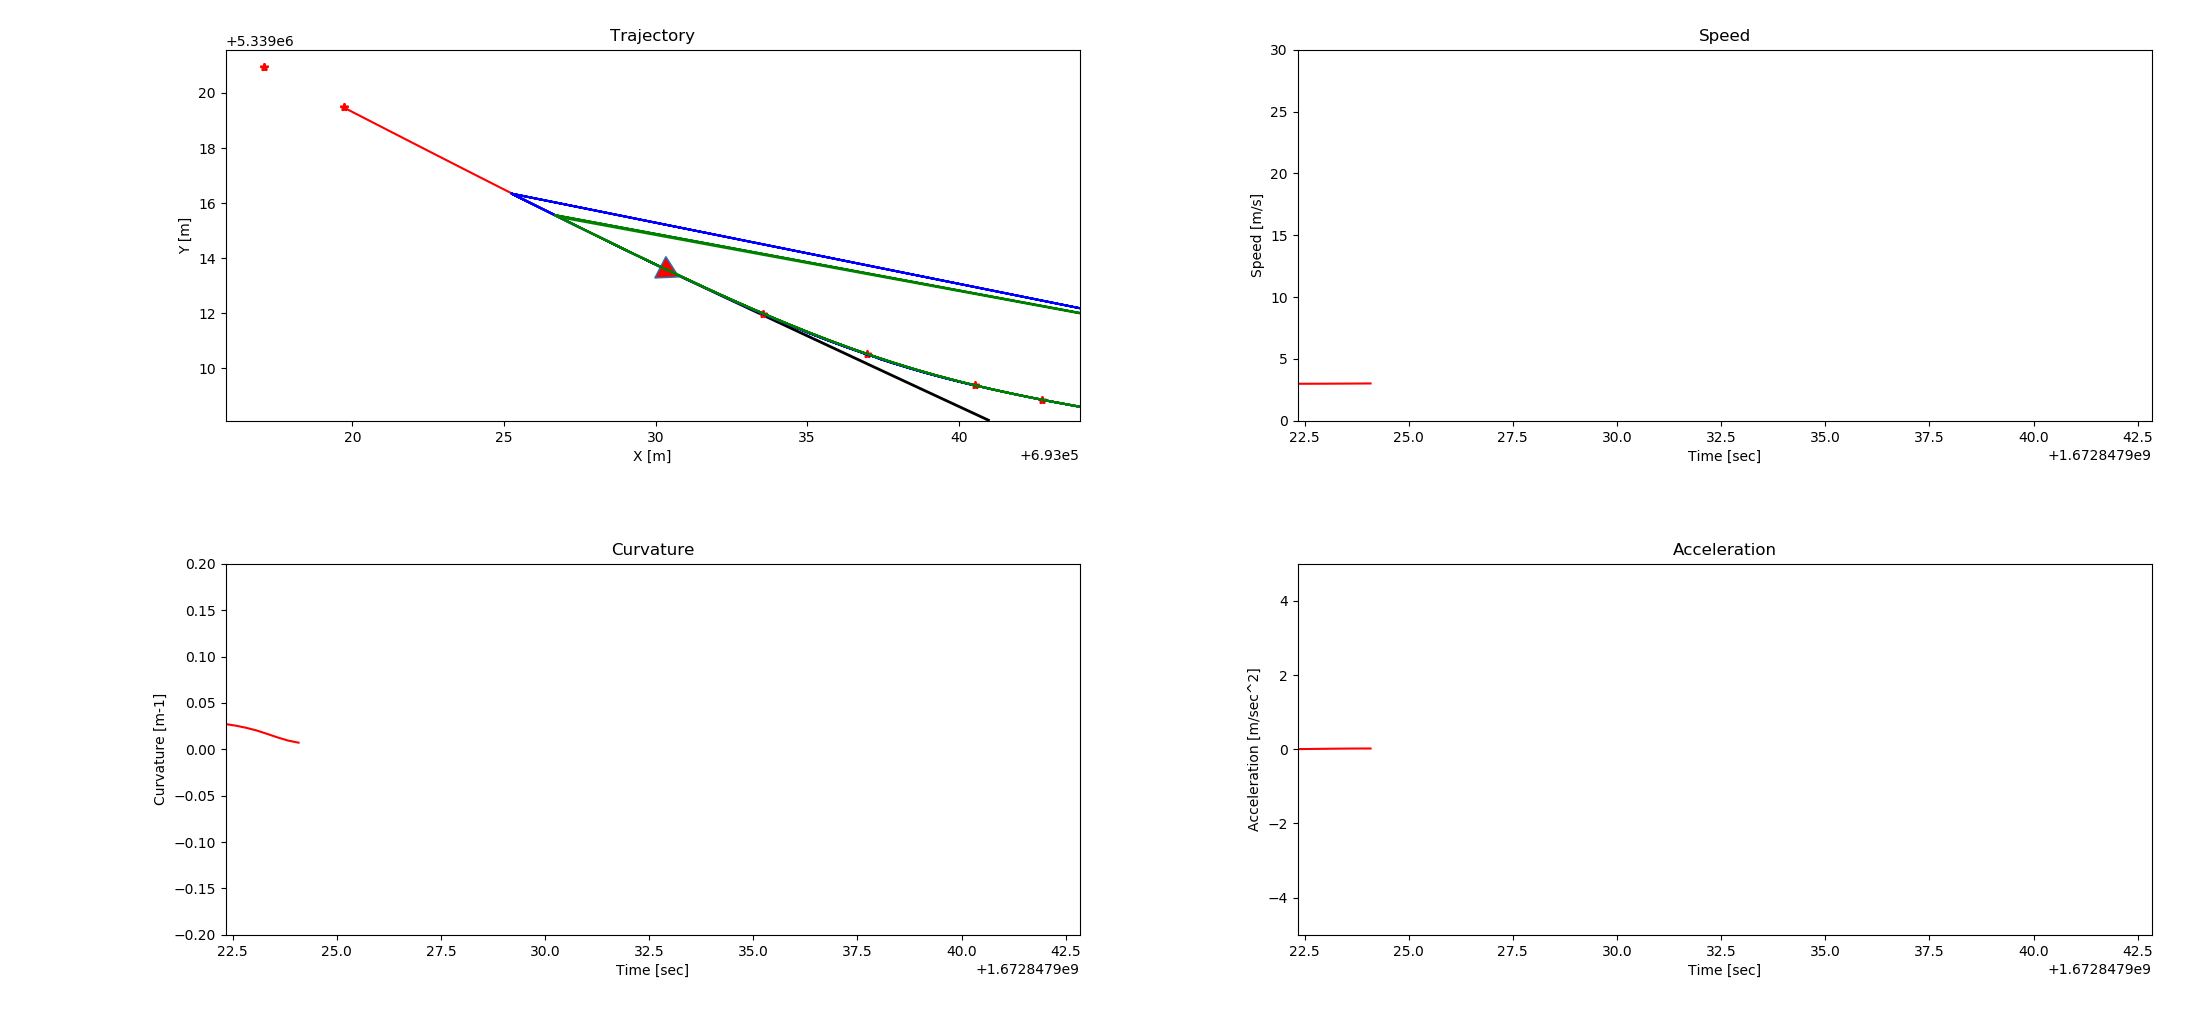 Trajectory
+5.339e6
20
18
16
14
12
10
Y [m]
20 25 30 35 40
X [m]
+6.93e5
Speed
30
25
20
15
10
5
0
Speed [m/s]
22.5 25.0 27.5 30.0 32.5 35.0 37.5 40.0 42.5
Time [sec]
+1.6728479e9
Curvature
0.20
0.15
0.10
0.05
0.00
−0.05
−0.10
−0.15
−0.20
Curvature [m-1]
22.5 25.0 27.5 30.0 32.5 35.0 37.5 40.0 42.5
Time [sec]
+1.6728479e9
Acceleration
4
2
0
−2
−4
Acceleration [m/sec^2]
22.5 25.0 27.5 30.0 32.5 35.0 37.5 40.0 42.5
Time [sec]
+1.6728479e9